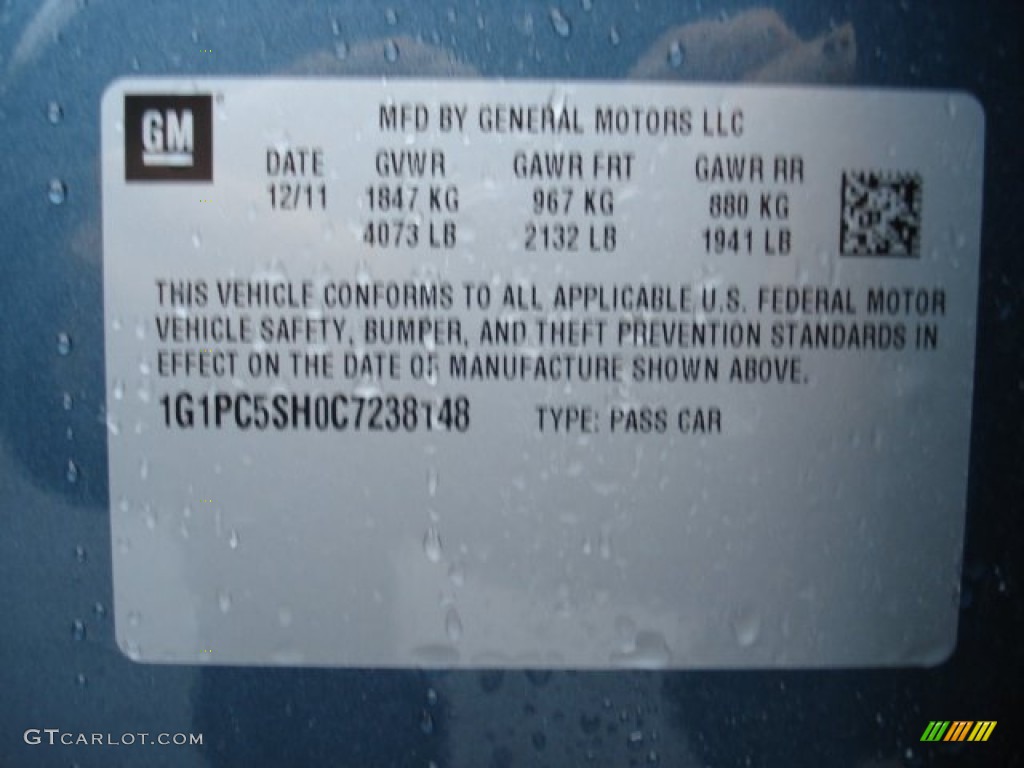 GM
MFD BY GENERAL MOTORS LLC
DATE GVWR GAWR FRT GAWR RR
12/11 1847 KG 967 KG 880 KG
4073 LB 2132 LB 1941 LB
THIS VEHICLE CONFORMS TO ALL APPLICABLE U.S. FEDERAL MOTOR
VEHICLE SAFETY, BUMPER, AND THEFT PREVENTION STANDARDS IN
EFFECT ON THE DATE OF MANUFACTURE SHOWN ABOVE.
1G1PC5SH0C7238148 TYPE: PASS CAR
GTCARLOT.COM